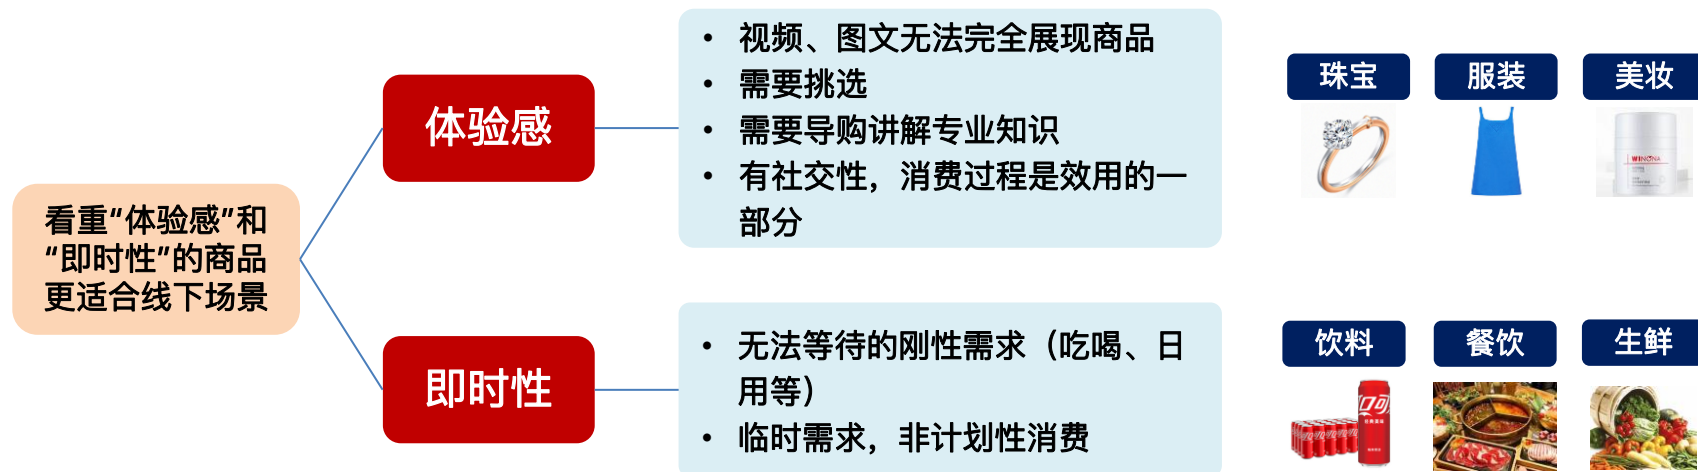 看重“体验感”和
“即时性”的商品
更适合线下场景
体验感
• 视频、图文无法完全展现商品
• 需要挑选
• 需要导购讲解专业知识
• 有社交性，消费过程是效用的一
部分
珠宝
服装
美妆
WINONA
即时性
• 无法等待的刚性需求（吃喝、日
用等）
• 临时需求，非计划性消费
饮料
餐饮
生鲜
口可